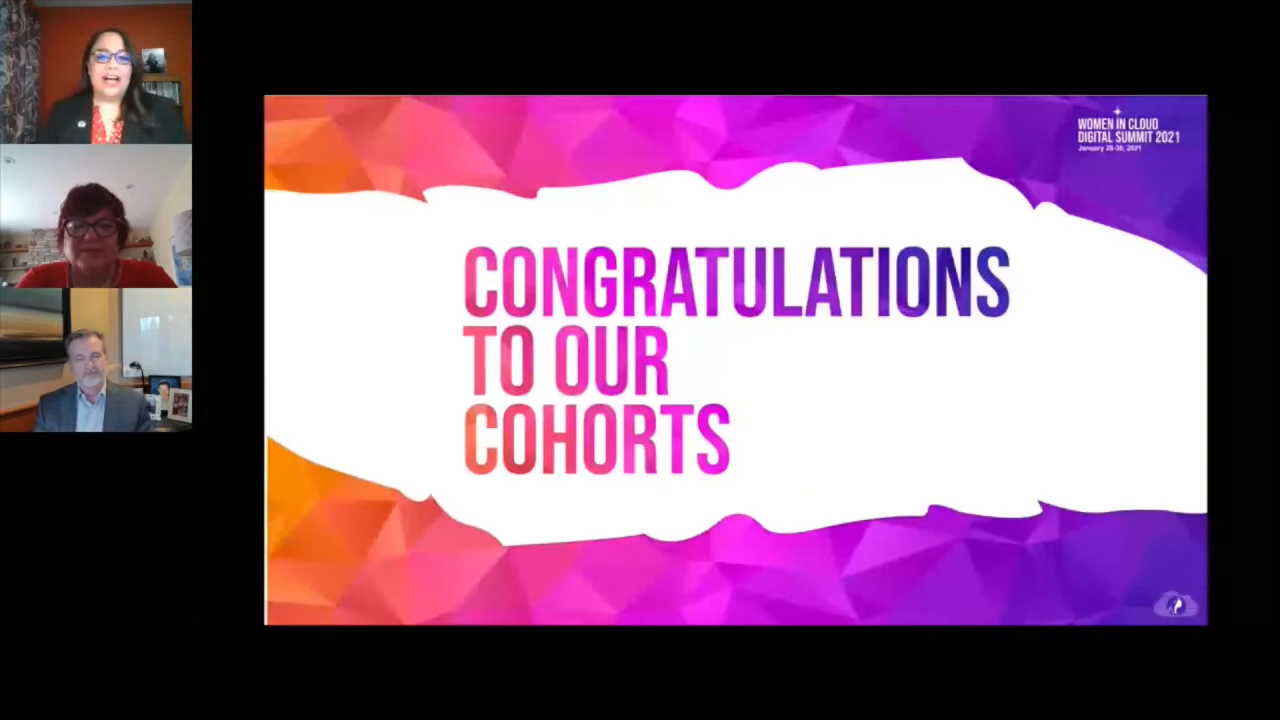 WOMEN IN CLOUD
DIGITAL SUMMIT 2021
CONGRATULATIONS
TO OUR
COHORTS